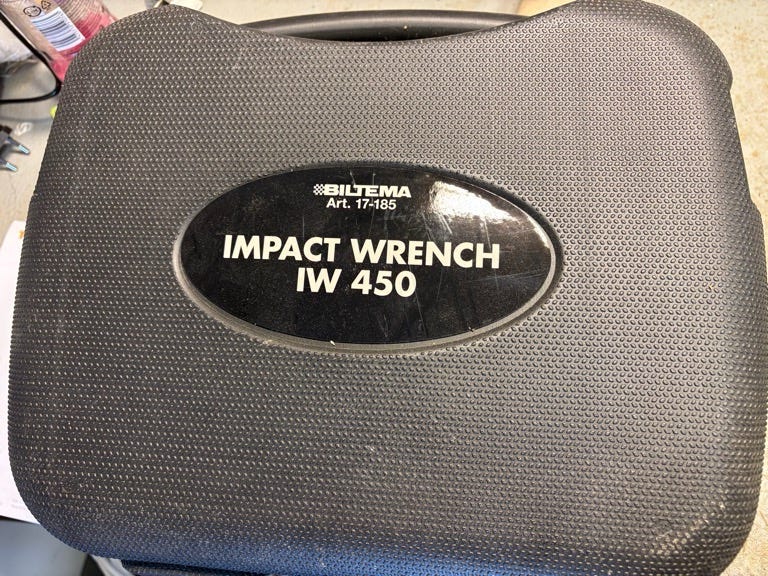 BILTEMA
Art. 17-185
IMPACT WRENCH
IW 450